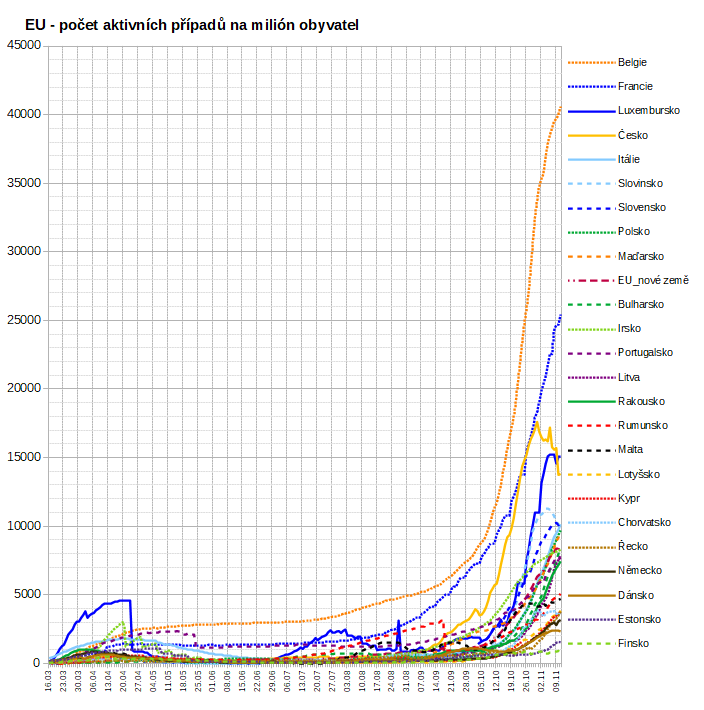 EU - počet aktivních případů na milión obyvatel
45000
40000
35000
30000
25000
20000
15000
10000
5000
0
16.03
23.03
30.03
06.04
13.04
20.04
27.04
04.05
11.05
18.05
25.05
01.06
08.06
15.06
22.06
29.06
06.07
13.07
20.07
27.07
03.08
10.08
17.08
24.08
31.08
07.09
14.09
21.09
28.09
05.10
12.10
19.10
26.10
02.11
09.11
Belgie
Francie
Luxembursko
Česko
Itálie
Slovinsko
Slovensko
Polsko
Maďarsko
EU_nové země
Bulharsko
Irsko
Portugalsko
Litva
Rakousko
Rumunsko
Malta
Lotyšsko
Kypr
Chorvatsko
Řecko
Německo
Dánsko
Estonsko
Finsko